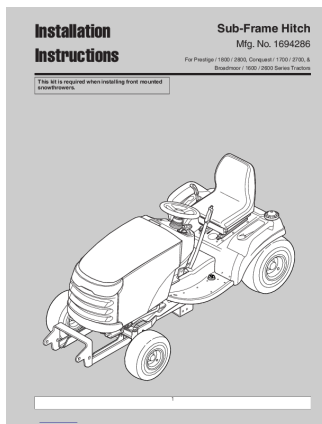 Installation
Instructions
Sub-Frame Hitch
Mfg. No. 1694286
For Prestige / 1800 / 2800, Conquest / 1700 / 2700, &
Broadmoor / 1600 / 2600 Series Tractors
This kit is required when installing front mounted
snowthrowers.
1